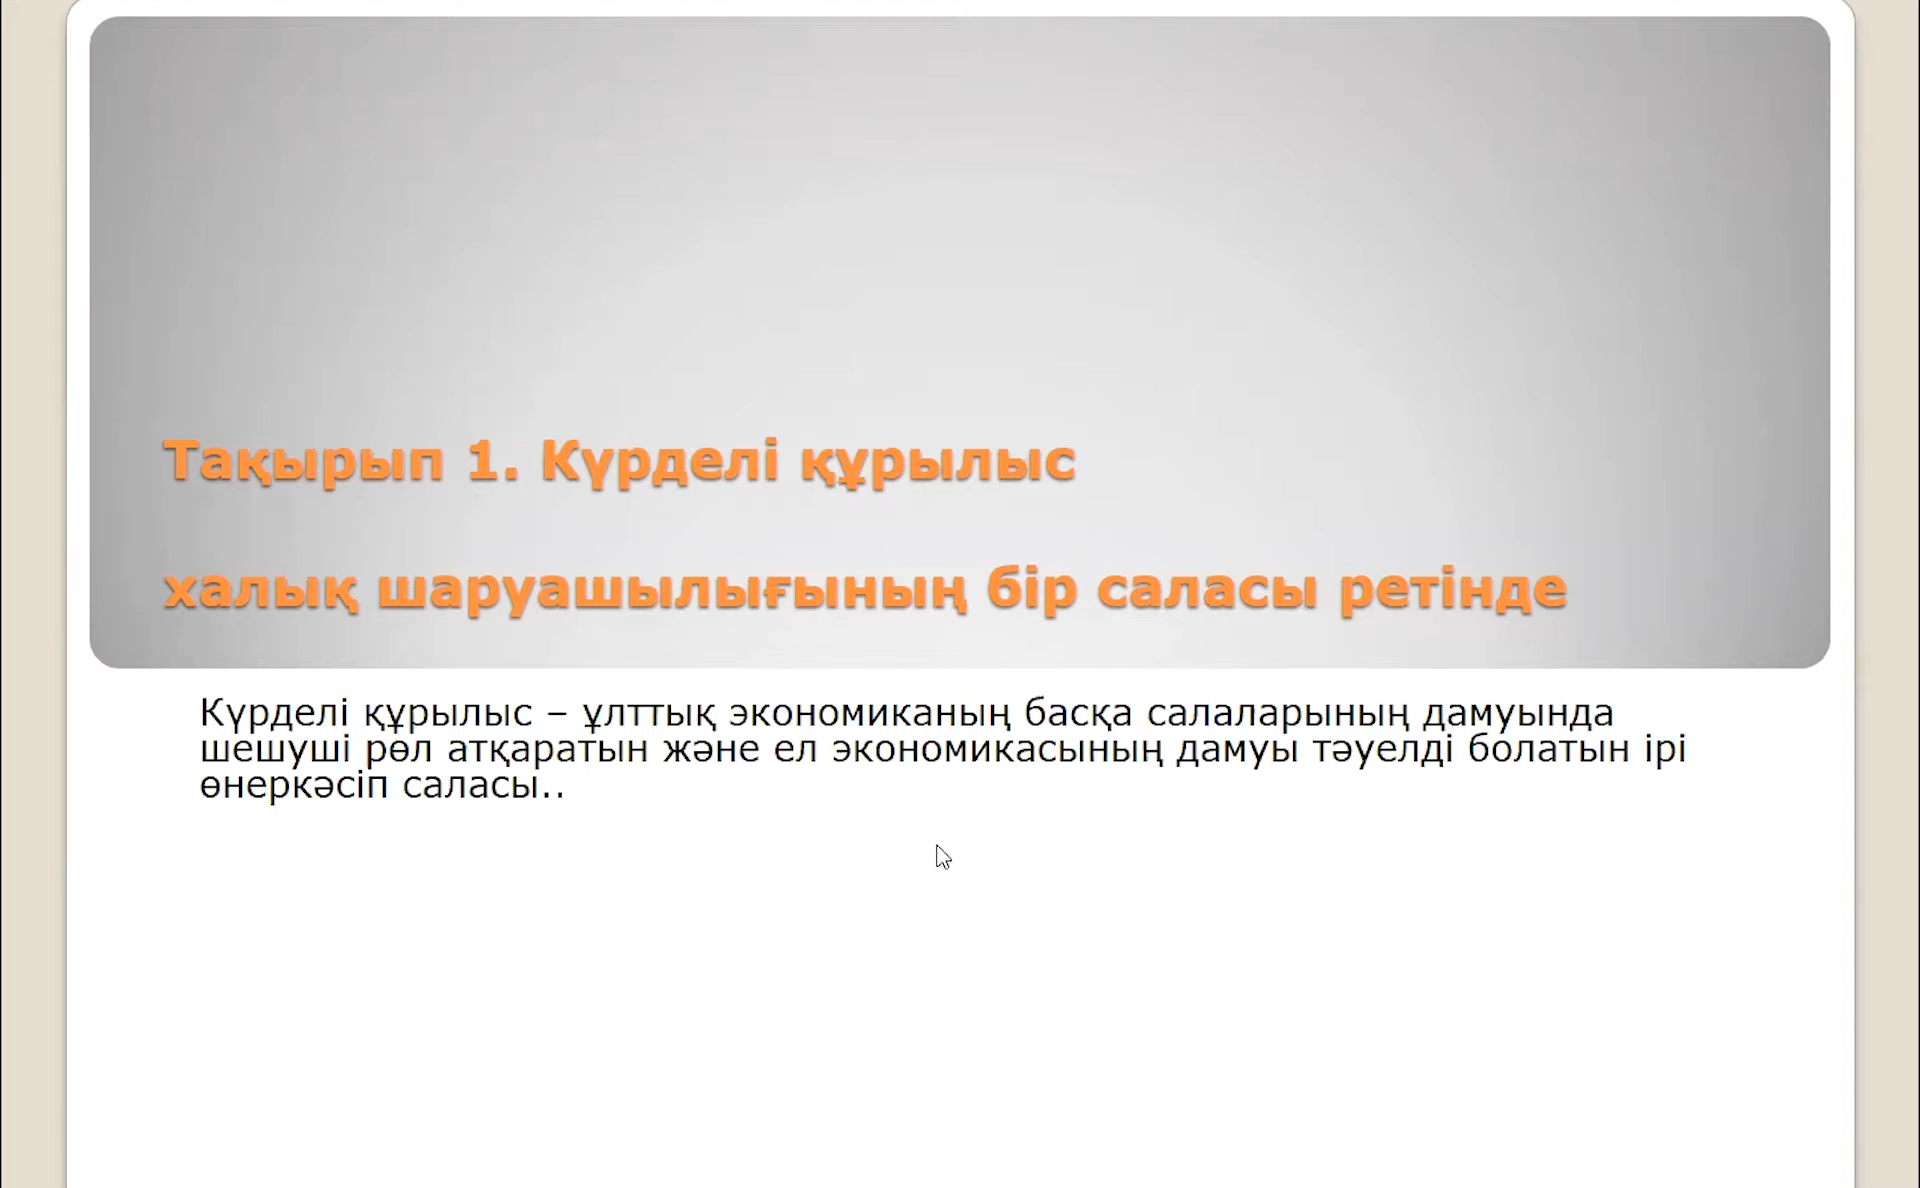 Тақырып 1. Күрделі құрылыс
халық шаруашылығының бір саласы ретінде
Күрделі құрылыс – ұлттық экономиканың басқа салаларының дамуында
шешуші рөл атқаратын және ел экономикасының дамуы тәуелді болатын ірі
өнеркәсіп саласы..